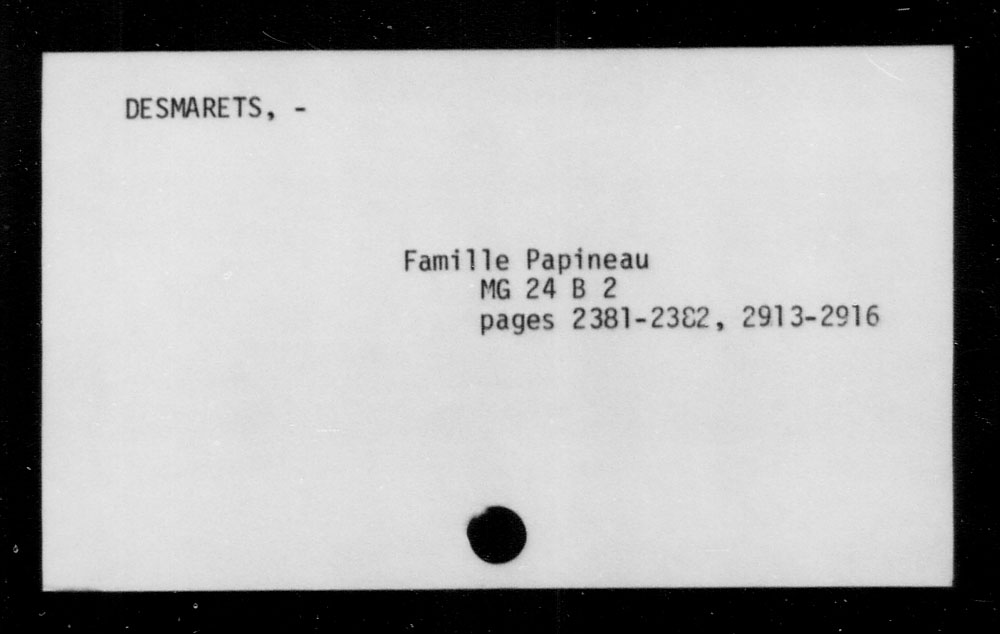 DESMARETS, -
Famille Papineau
MG 24 B 2
pages 2381-2382, 2913-2916